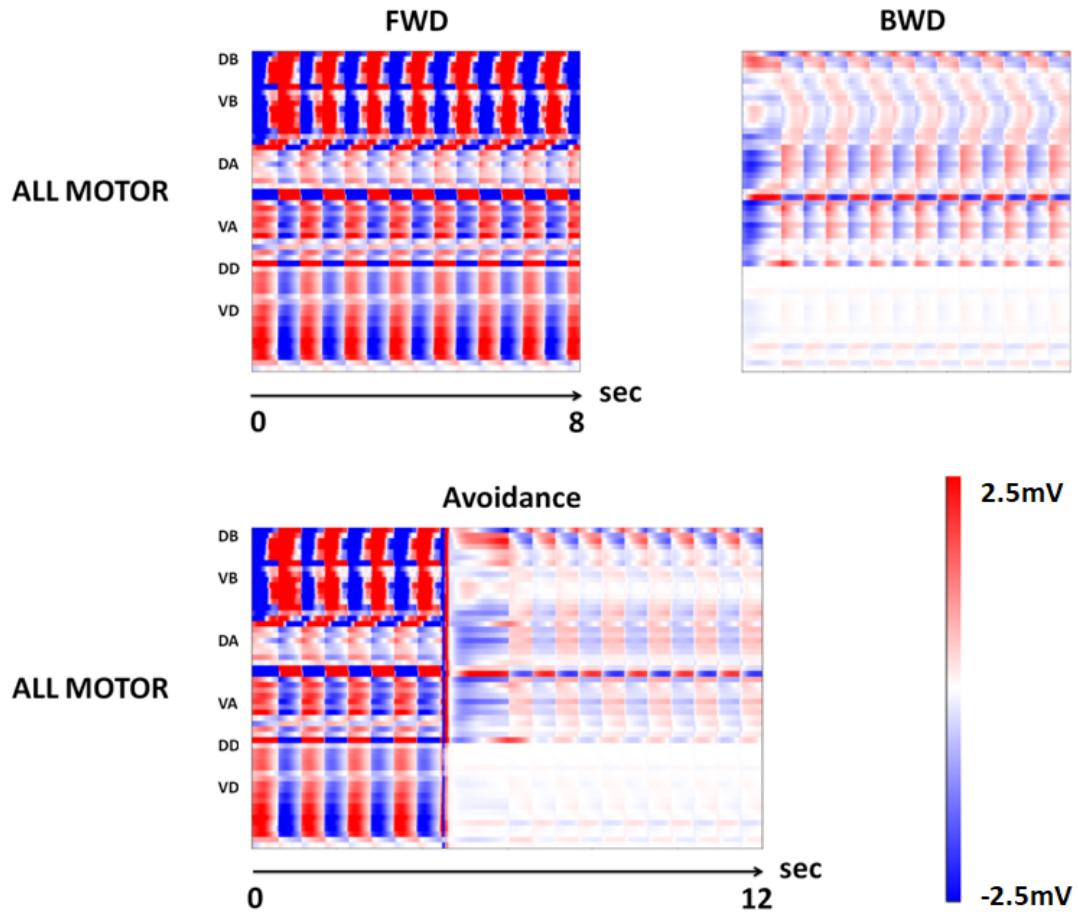 FWD
BWD
DB
VB
DA
ALL MOTOR
VA
DD
VD
sec
0
8
Avoidance
2.5mV
DB
VB
DA
ALL MOTOR
VA
DD
VD
sec
0
12
-2.5mV